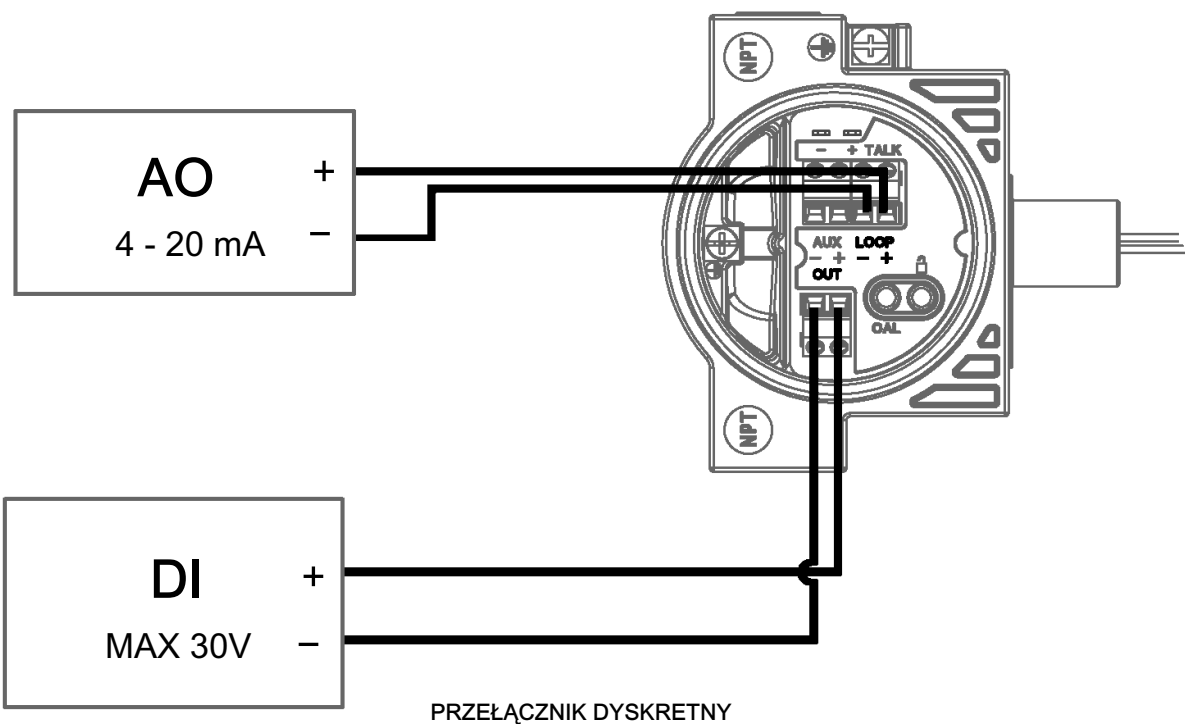 NPT
AO
4 - 20 mA
+
−
− + TALK
AUX LOOP
− + − +
OUT
CAL
NPT
DI
MAX 30V
+
−
PRZEŁĄCZNIK DYSKRETNY